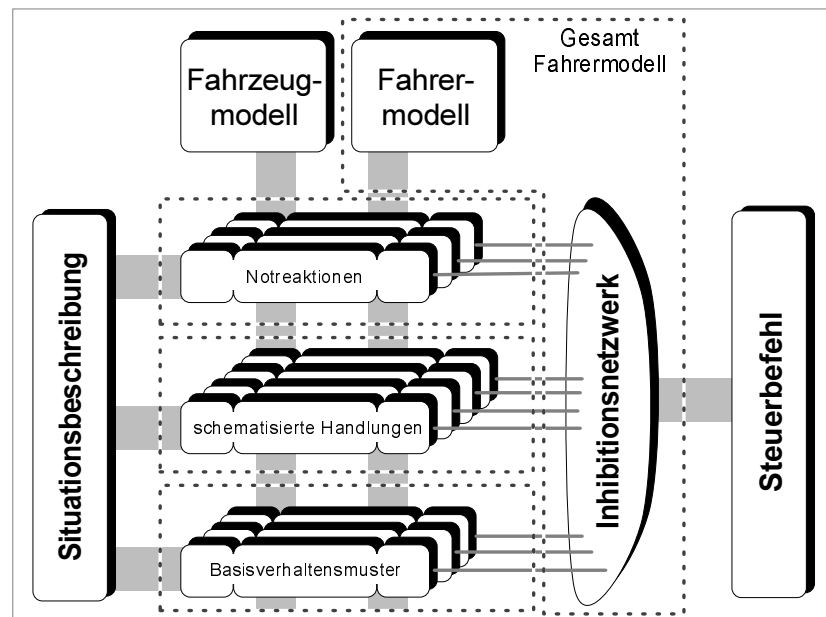 Gesamt
Fahrermodell
Fahrzeug-
modell
Fahrer-
modell
Situationsbeschreibung
Notreaktionen
schematisierte Handlungen
Basisverhaltensmuster
Inhibitionsnetzwerk
Steuerbefehl